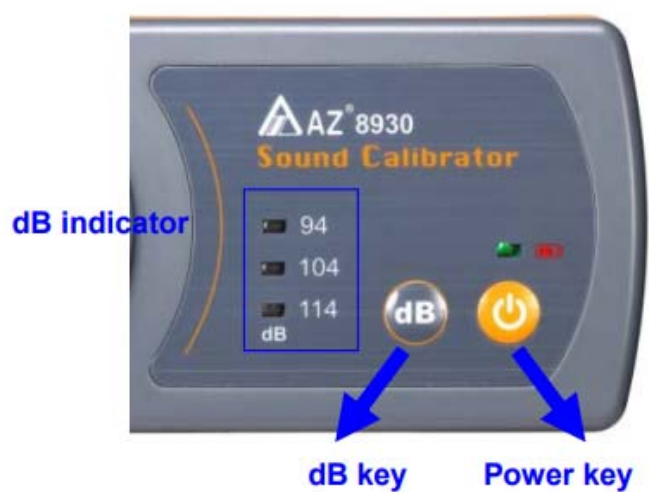 AZ® 8930
Sound Calibrator
dB indicator
94
104
114
dB
dB
dB key
Power key